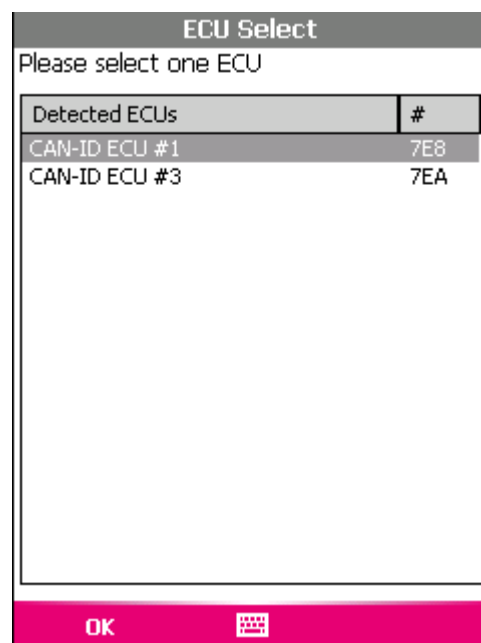 ECU Select
Please select one ECU
Detected ECUs #
CAN-ID ECU #1 7E8
CAN-ID ECU #3 7EA
OK